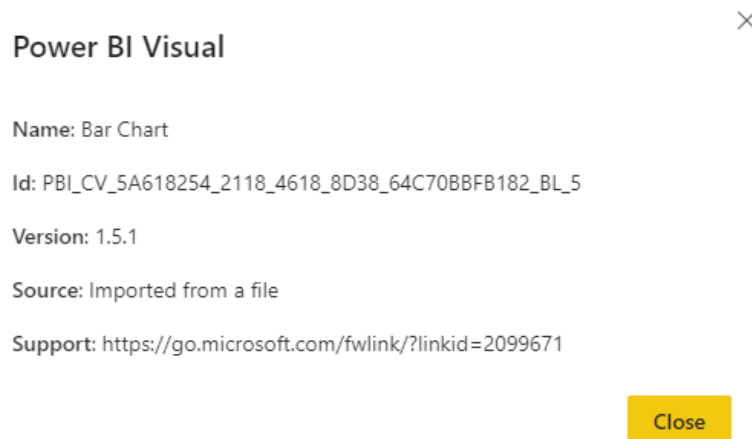 Power BI Visual
Name: Bar Chart
Id: PBI_CV_5A618254_2118_4618_8D38_64C70BBFB182_BL_5
Version: 1.5.1
Source: Imported from a file
Support: https://go.microsoft.com/fwlink/?linkid=2099671
Close